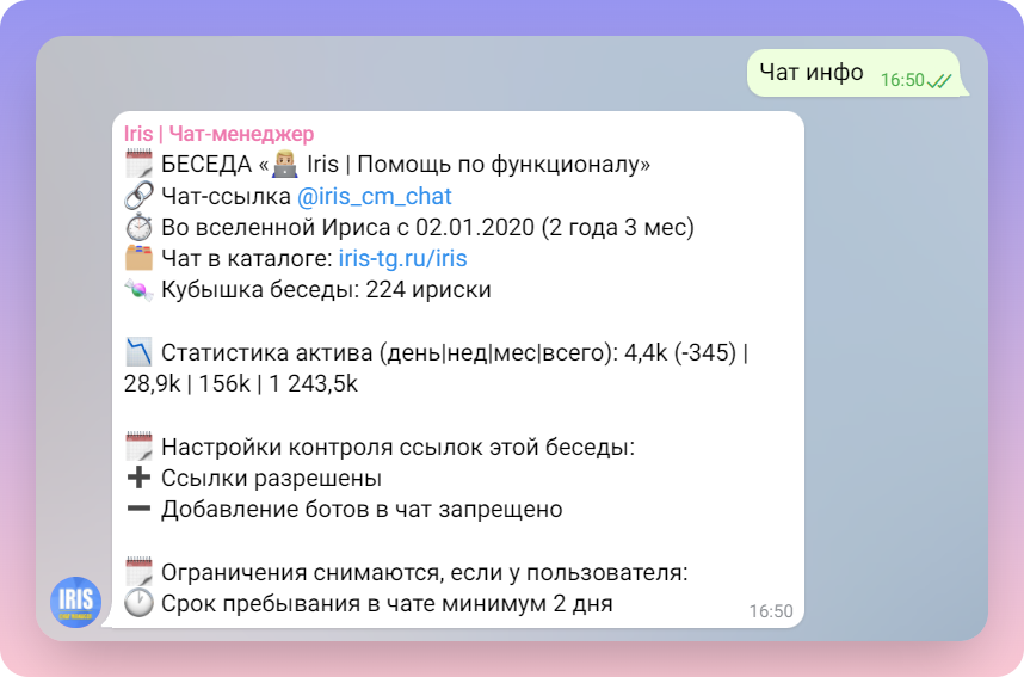 Чат инфо
16:50
Iris | Чат-менеджер
БЕСЕДА «👨🏼‍💻 Iris | Помощь по функционалу»
Чат-ссылка @iris_cm_chat
Во вселенной Ириса с 02.01.2020 (2 года 3 мес)
Чат в каталоге: iris-tg.ru/iris
Кубышка беседы: 224 ириски
Статистика актива (день|нед|мес|всего): 4,4k (-345) |
28,9k | 156k | 1 243,5k
Настройки контроля ссылок этой беседы:
➕ Ссылки разрешены
➖ Добавление ботов в чат запрещено
Ограничения снимаются, если у пользователя:
Срок пребывания в чате минимум 2 дня
16:50
IRIS